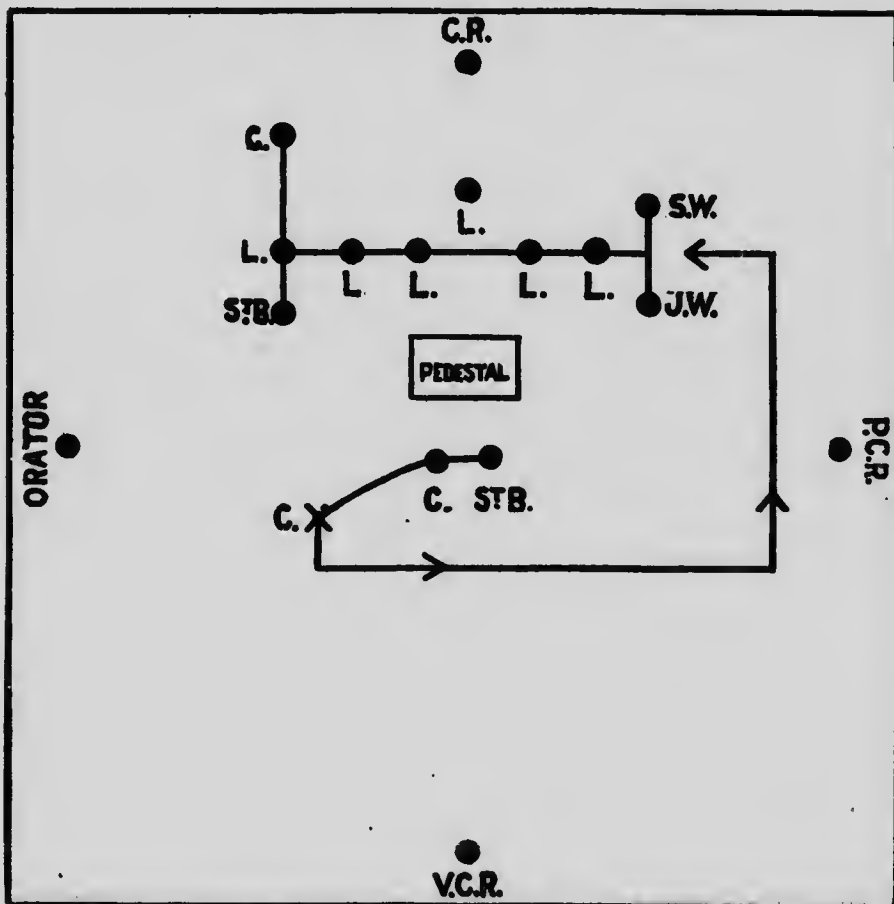 C.R.
C.
L.
S.W.
L.
L.
L.
L.
L.
ST B.
J.W.
PEDESTAL
ORATOR
P.C.R.
C.
ST B.
C.
V.C.R.